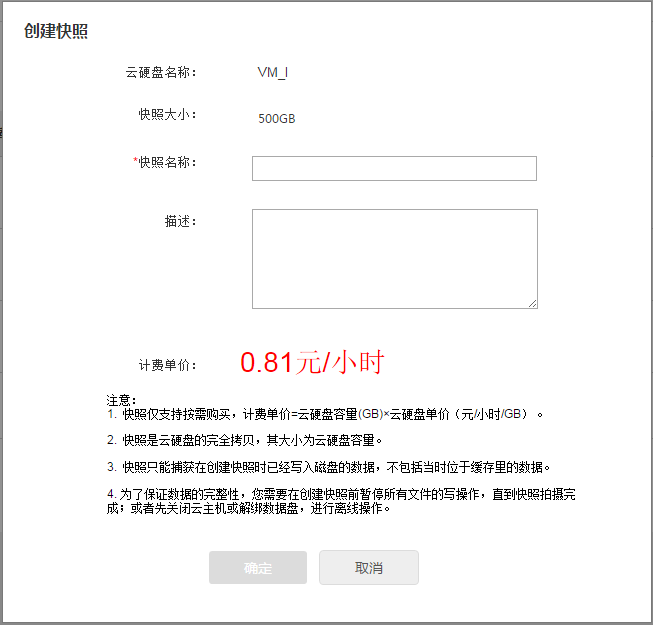 创建快照
云硬盘名称： VM_I
快照大小： 500GB
*快照名称：
描述：
计费单价： 0.81元/小时
注意：
1. 快照仅支持按需购买，计费单价=云硬盘容量(GB)×云硬盘单价（元/小时/GB）。
2. 快照是云硬盘的完全拷贝，其大小为云硬盘容量。
3. 快照只能捕获在创建快照时已经写入磁盘的数据，不包括当时位于缓存里的数据。
4. 为了保证数据的完整性，您需要在创建快照前暂停所有文件的写操作，直到快照拍摄完
成；或者先关闭云主机或解绑数据盘，进行离线操作。
确定 取消